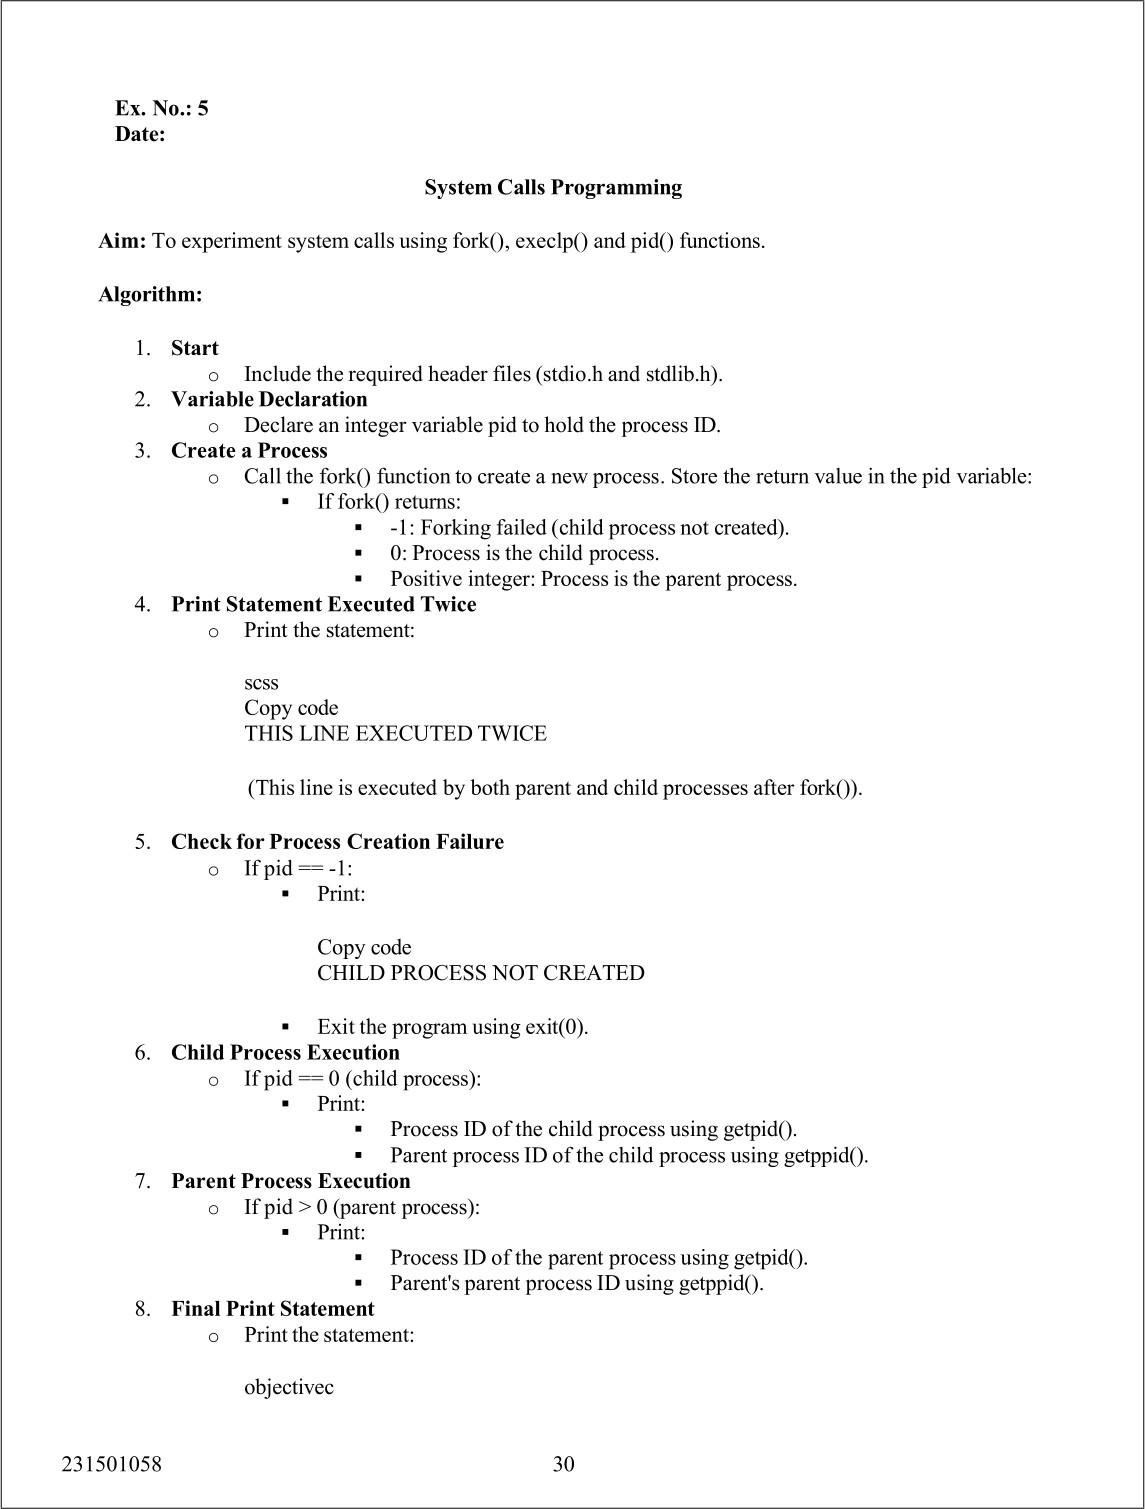 Ex. No.: 5
Date:
System Calls Programming
Aim: To experiment system calls using fork(), execlp() and pid() functions.
Algorithm:
1. Start
o Include the required header files (stdio.h and stdlib.h).
2. Variable Declaration
o Declare an integer variable pid to hold the process ID.
3. Create a Process
o Call the fork() function to create a new process. Store the return value in the pid variable:
▪ If fork() returns:
▪ -1: Forking failed (child process not created).
▪ 0: Process is the child process.
▪ Positive integer: Process is the parent process.
4. Print Statement Executed Twice
o Print the statement:
scss
Copy code
THIS LINE EXECUTED TWICE
(This line is executed by both parent and child processes after fork()).
5. Check for Process Creation Failure
o If pid == -1:
▪ Print:
Copy code
CHILD PROCESS NOT CREATED
▪ Exit the program using exit(0).
6. Child Process Execution
o If pid == 0 (child process):
▪ Print:
▪ Process ID of the child process using getpid().
▪ Parent process ID of the child process using getppid().
7. Parent Process Execution
o If pid > 0 (parent process):
▪ Print:
▪ Process ID of the parent process using getpid().
▪ Parent's parent process ID using getppid().
8. Final Print Statement
o Print the statement:
objectivec
231501058 30